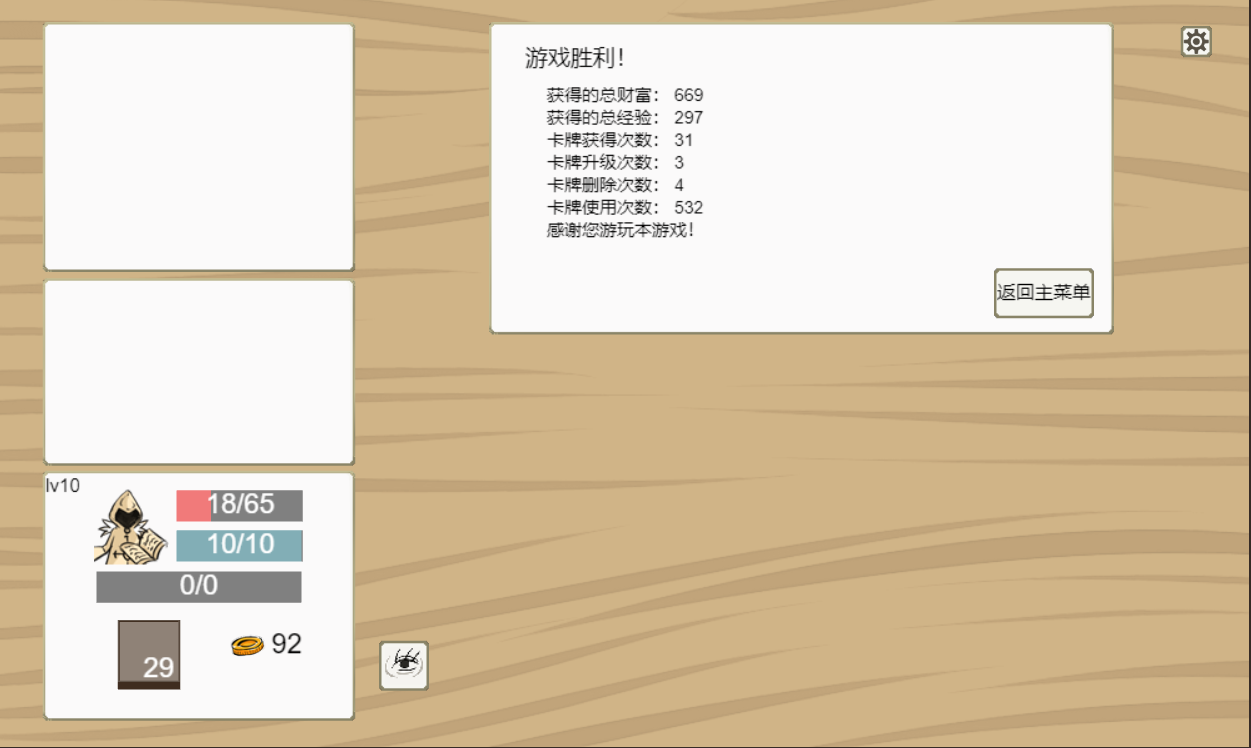 游戏胜利!
获得的总财富: 669
获得的总经验: 297
卡牌获得次数: 31
卡牌升级次数: 3
卡牌删除次数: 4
卡牌使用次数: 532
感谢您游玩本游戏!
返回主菜单
lv10
18/65
10/10
0/0
29
92